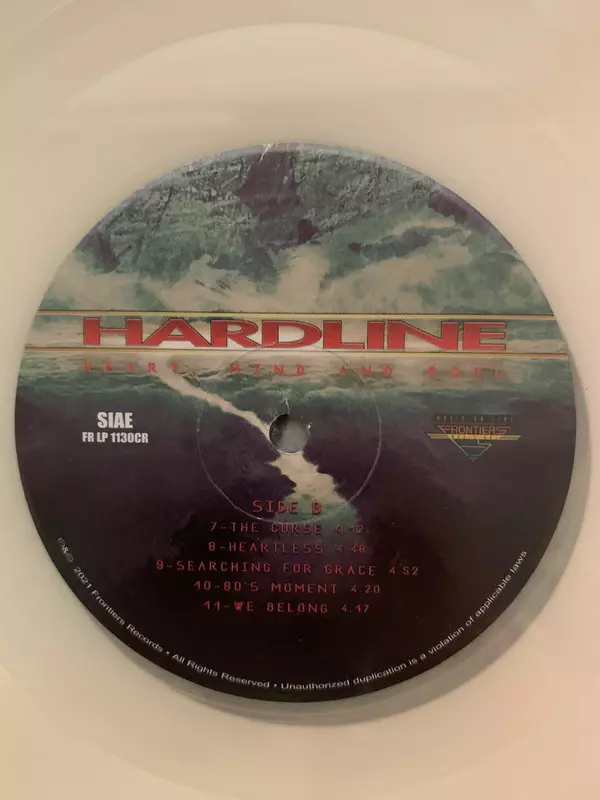 HARDLINE
HEART, MIND AND SOUL
SIAE
FR LP 1130CR
FRONTIERS
SIDE B
7-THE CURSE 4.12
8-HEARTLESS 4.48
9-SEARCHING FOR GRACE 4.52
10-80'S MOMENT 4.20
11-WE BELONG 4.17
℗&© 2021 Frontiers Records • All Rights Reserved • Unauthorized duplication is a violation of applicable laws